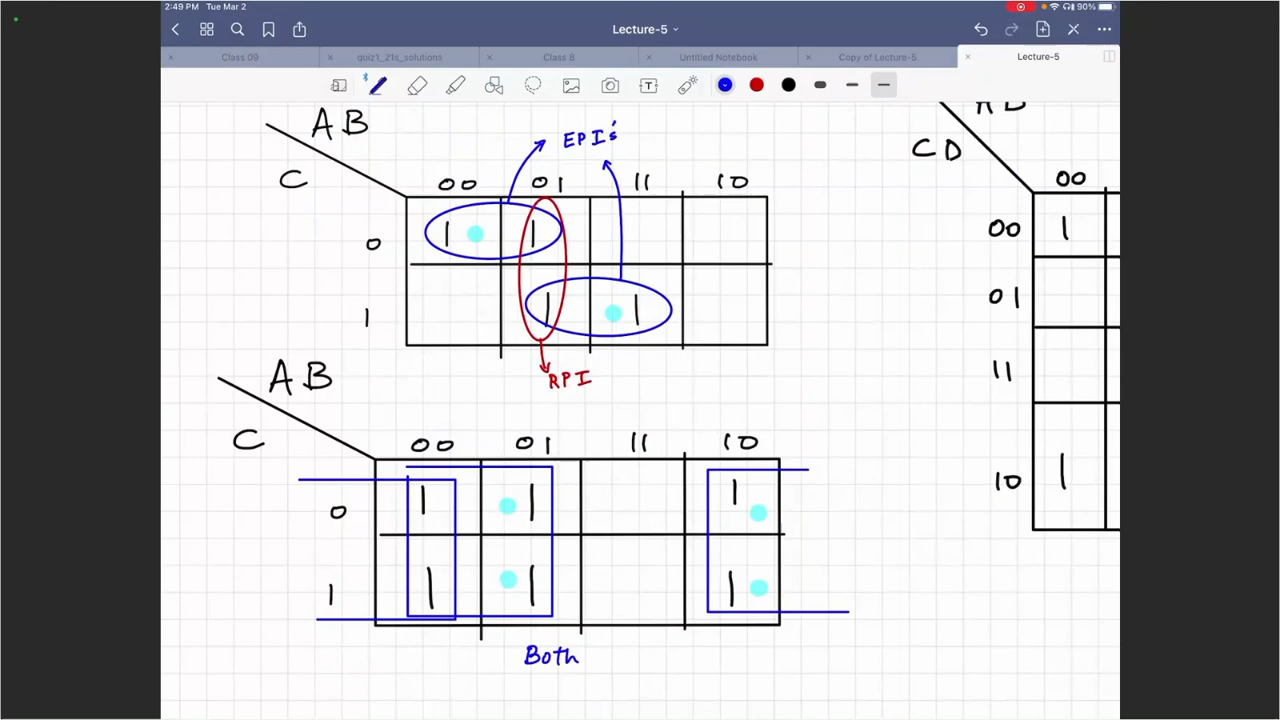 2:49 PM Tue Mar 2
90%
Lecture-5
Class 09
quiz1_21s_solutions
Class 8
Untitled Notebook
Copy of Lecture-5
Lecture-5
T
AB
C
EPI's
00 01 11 10
0 1 1
1 1 1
RPI
AB
C
00 01 11 10
0 1 1 1
1 1 1 1
Both
AB
CD
00
00 1
01
11
10 1